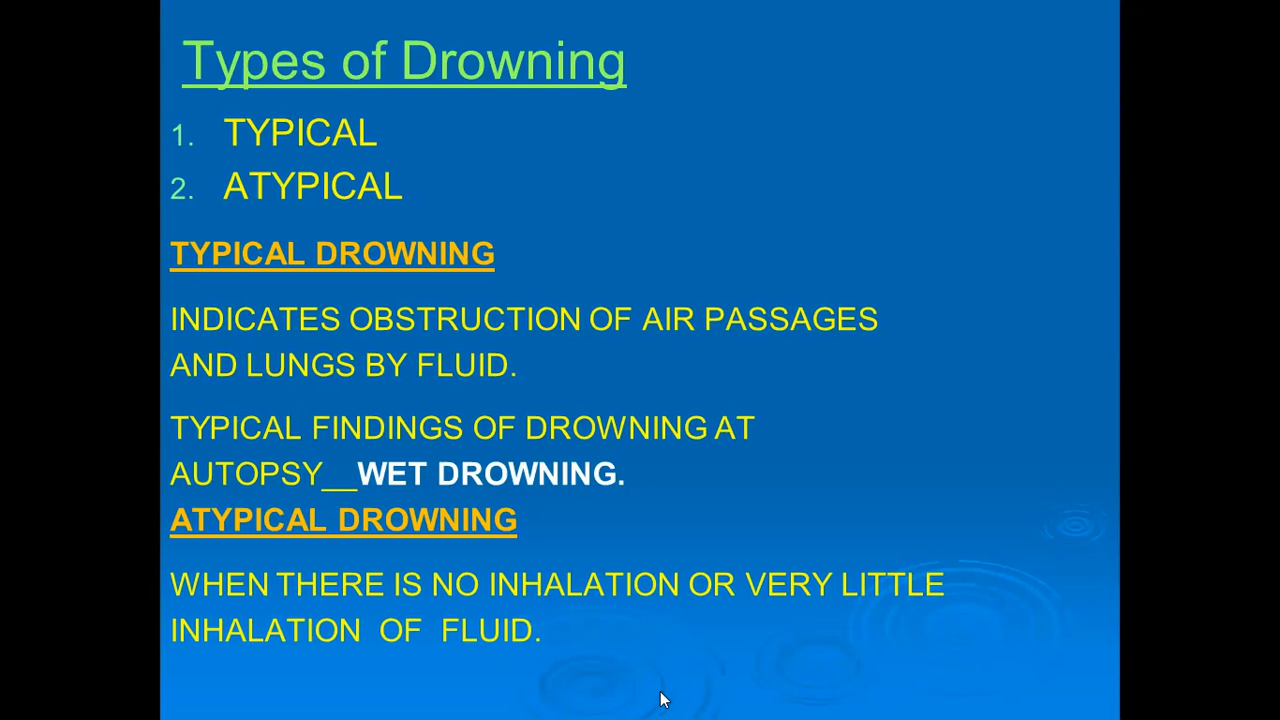 Types of Drowning
1. TYPICAL
2. ATYPICAL
TYPICAL DROWNING
INDICATES OBSTRUCTION OF AIR PASSAGES
AND LUNGS BY FLUID.
TYPICAL FINDINGS OF DROWNING AT
AUTOPSY__WET DROWNING.
ATYPICAL DROWNING
WHEN THERE IS NO INHALATION OR VERY LITTLE
INHALATION OF FLUID.